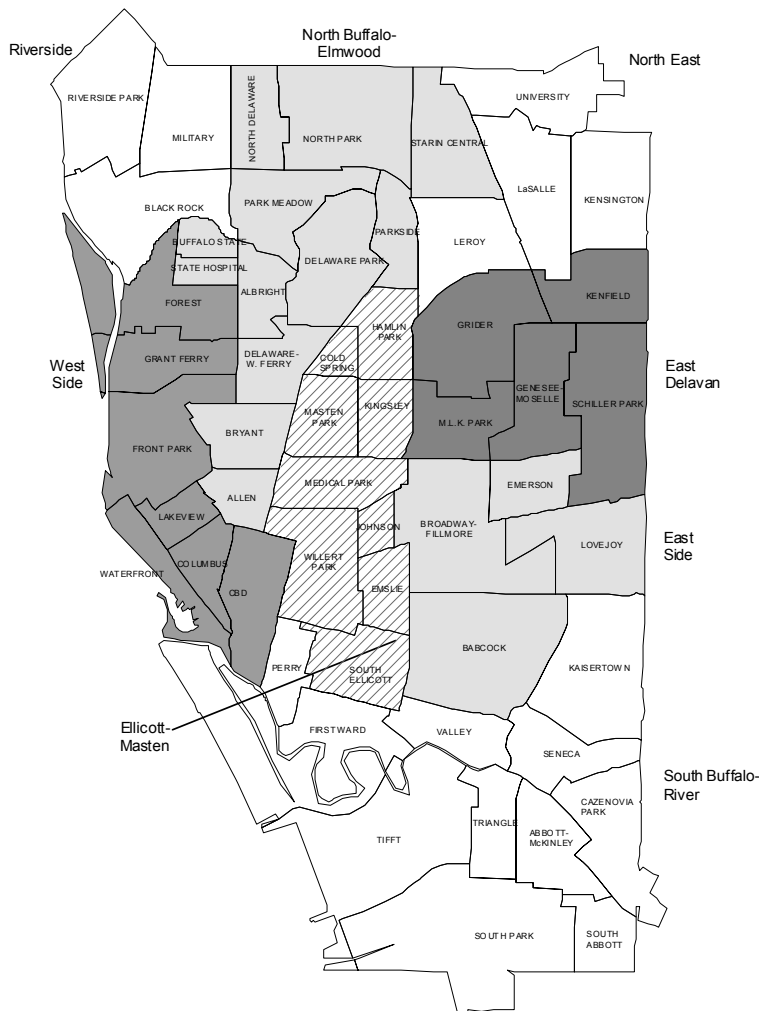 North Buffalo-
Elmwood
Riverside
North East
RIVERSIDE PARK
MILITARY
NORTH DELAWARE
NORTH PARK
STARIN CENTRAL
UNIVERSITY
LaSALLE
KENSINGTON
BLACK ROCK
PARK MEADOW
PARKSIDE
LEROY
BUFFALO STATE
STATE HOSPITAL
DELAWARE PARK
ALBRIGHT
FOREST
KENFIELD
GRIDER
HAMLIN
PARK
West
Side
GRANT FERRY
DELAWARE-
W. FERRY
COLD
SPRING
East
Delavan
GENESEE-
MOSELLE
SCHILLER PARK
MASTEN
PARK
KINGSLEY
M.L.K. PARK
BRYANT
FRONT PARK
MEDICAL PARK
EMERSON
ALLEN
LAKEVIEW
JOHNSON
BROADWAY-
FILLMORE
LOVEJOY
East
Side
WILLERT
PARK
COLUMBUS
WATERFRONT
CBD
EMSLIE
BABCOCK
PERRY
SOUTH
ELLICOTT
KAISERTOWN
Ellicott-
Masten
FIRST WARD
VALLEY
SENECA
South Buffalo-
River
CAZENOVIA
PARK
TRIANGLE
ABBOTT-
McKINLEY
TIFFT
SOUTH PARK
SOUTH
ABBOTT